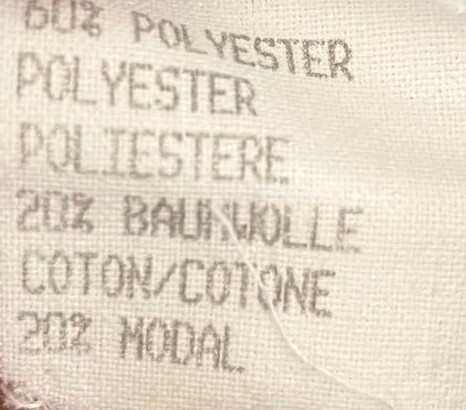 60% POLYESTER
POLYESTER
POLIESTERE
20% BAUMWOLLE
COTON/COTONE
20% MODAL